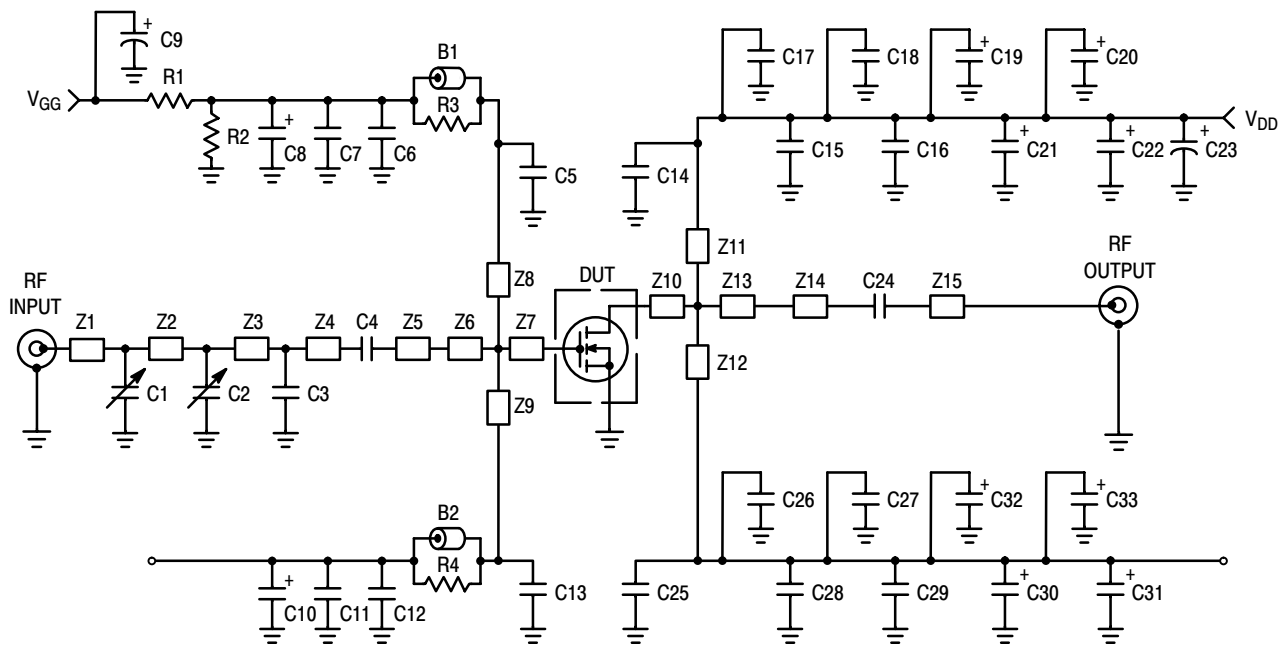 + C9
B1
R1
V_GG
R3
R2
+ C8 C7 C6
C5
C17 C18 + C19 + C20
V_DD
C15 C16 + C21 + C22 + C23
C14
Z11
RF
OUTPUT
RF
INPUT
Z8
DUT
Z10 Z13 Z14 C24 Z15
Z1 Z2 Z3 Z4 C4 Z5 Z6 Z7
Z12
C1 C2 C3
Z9
C26 C27 + C32 + C33
B2
R4
+ C10 C11 C12
C13 C25 C28 C29 + C30 + C31